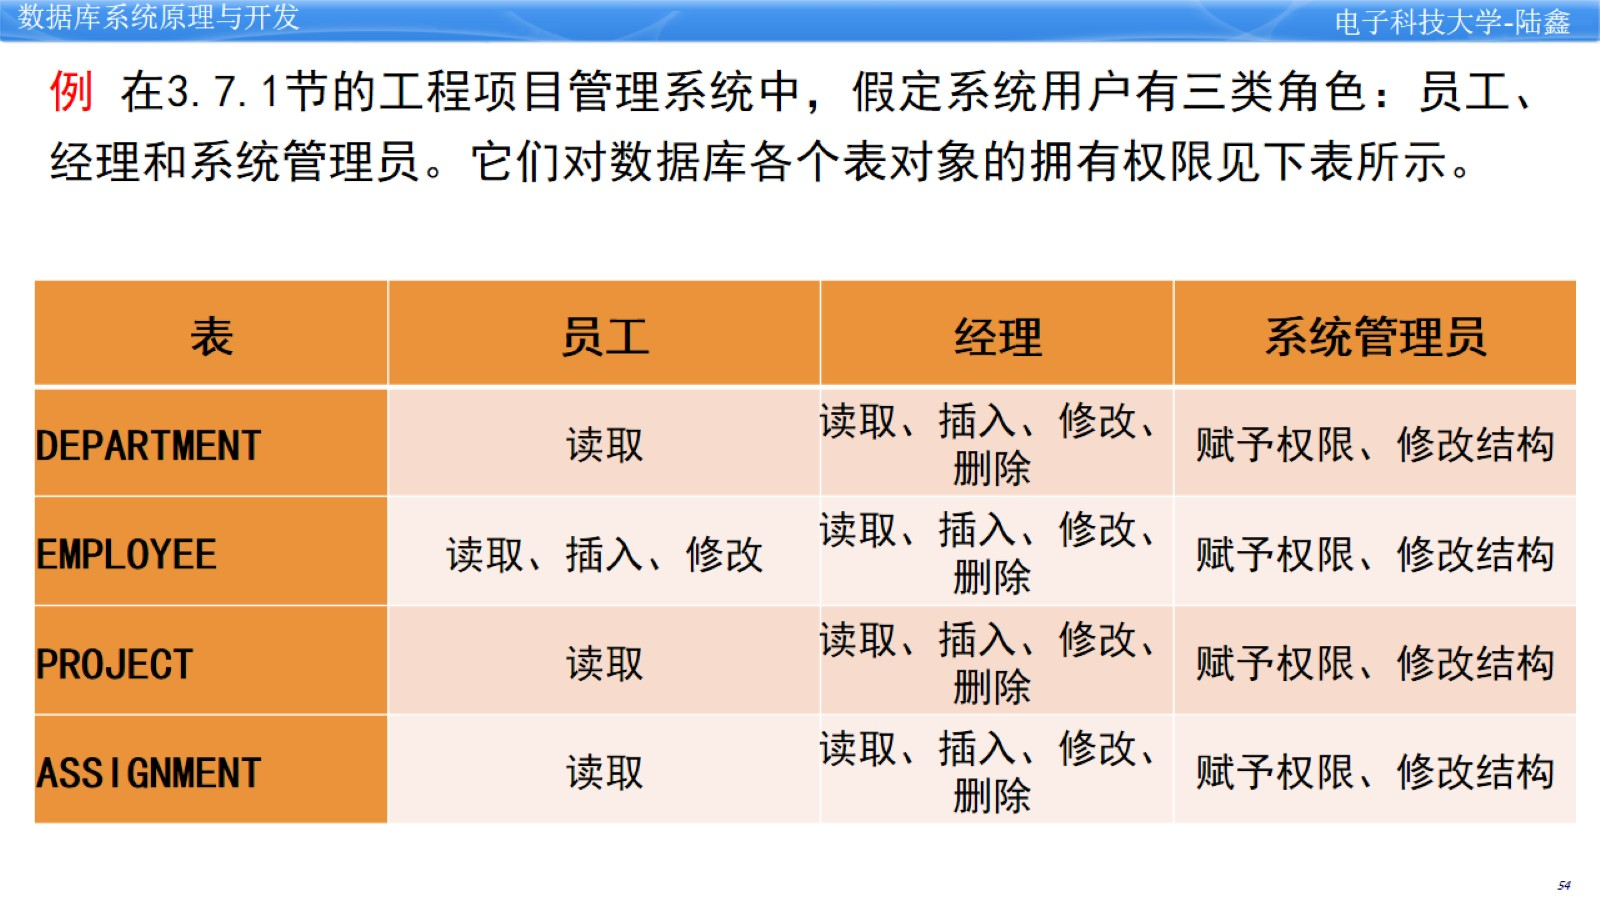 数据库系统原理与开发
电子科技大学-陆鑫
例 在3.7.1节的工程项目管理系统中，假定系统用户有三类角色：员工、
经理和系统管理员。它们对数据库各个表对象的拥有权限见下表所示。
表 员工 经理 系统管理员
DEPARTMENT 读取 读取、插入、修改、删除 赋予权限、修改结构
EMPLOYEE 读取、插入、修改 读取、插入、修改、删除 赋予权限、修改结构
PROJECT 读取 读取、插入、修改、删除 赋予权限、修改结构
ASSIGNMENT 读取 读取、插入、修改、删除 赋予权限、修改结构
54